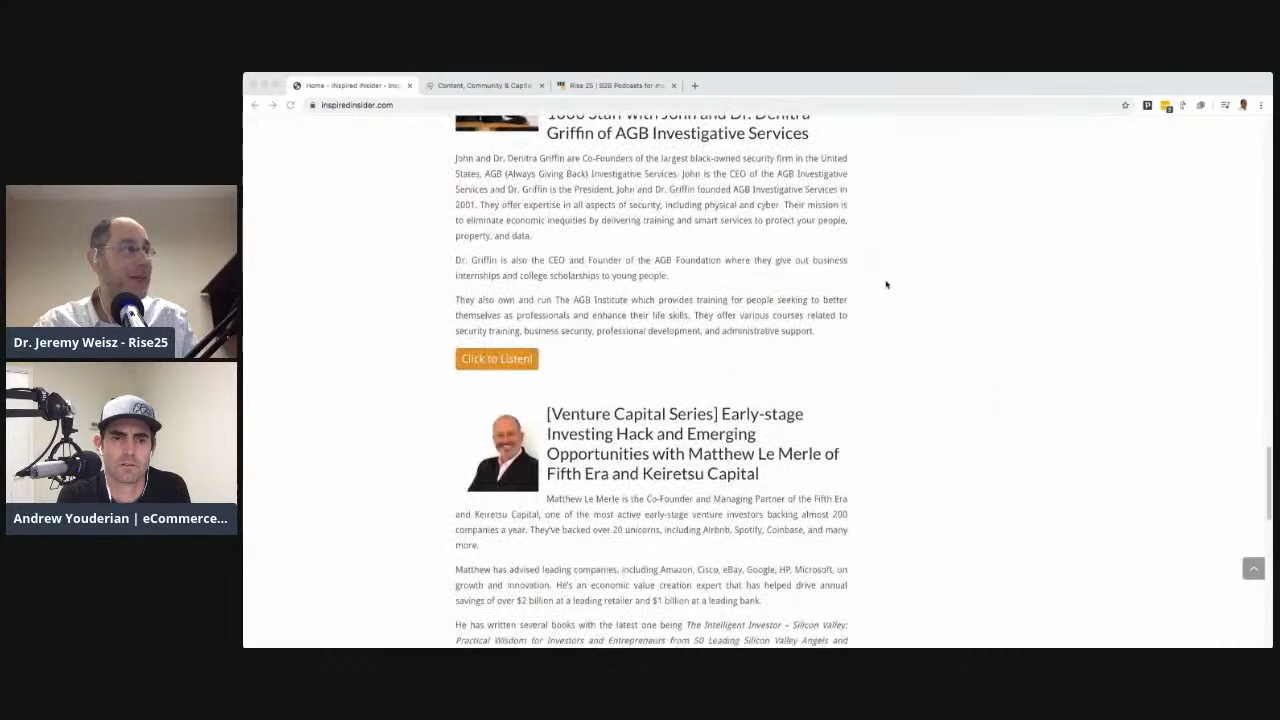 Home - INspired INsider - Insp
Content, Community & Capita
Rise 25 | B2B Podcasts for m
inspiredinsider.com
1000 Staff with John and Dr. Denitra
Griffin of AGB Investigative Services
John and Dr. Denitra Griffin are Co-Founders of the largest black-owned security firm in the United
States, AGB (Always Giving Back) Investigative Services. John is the CEO of the AGB Investigative
Services and Dr. Griffin is the President. John and Dr. Griffin founded AGB Investigative Services in
2001. They offer expertise in all aspects of security, including physical and cyber. Their mission is
to eliminate economic inequities by delivering training and smart services to protect your people,
property, and data.
Dr. Griffin is also the CEO and Founder of the AGB Foundation where they give out business
internships and college scholarships to young people.
They also own and run The AGB Institute which provides training for people seeking to better
themselves as professionals and enhance their life skills. They offer various courses related to
security training, business security, professional development, and administrative support.
Click to Listen!
[Venture Capital Series] Early-stage
Investing Hack and Emerging
Opportunities with Matthew Le Merle of
Fifth Era and Keiretsu Capital
Matthew Le Merle is the Co-Founder and Managing Partner of the Fifth Era
and Keiretsu Capital, one of the most active early-stage venture investors backing almost 200
companies a year. They've backed over 20 unicorns, including Airbnb, Spotify, Coinbase, and many
more.
Matthew has advised leading companies, including Amazon, Cisco, eBay, Google, HP, Microsoft, on
growth and innovation. He's an economic value creation expert that has helped drive annual
savings of over $2 billion at a leading retailer and $1 billion at a leading bank.
He has written several books with the latest one being The Intelligent Investor – Silicon Valley:
Practical Wisdom for Investors and Entrepreneurs from 50 Leading Silicon Valley Angels and
Dr. Jeremy Weisz - Rise25
Andrew Youderian | eCommerce...